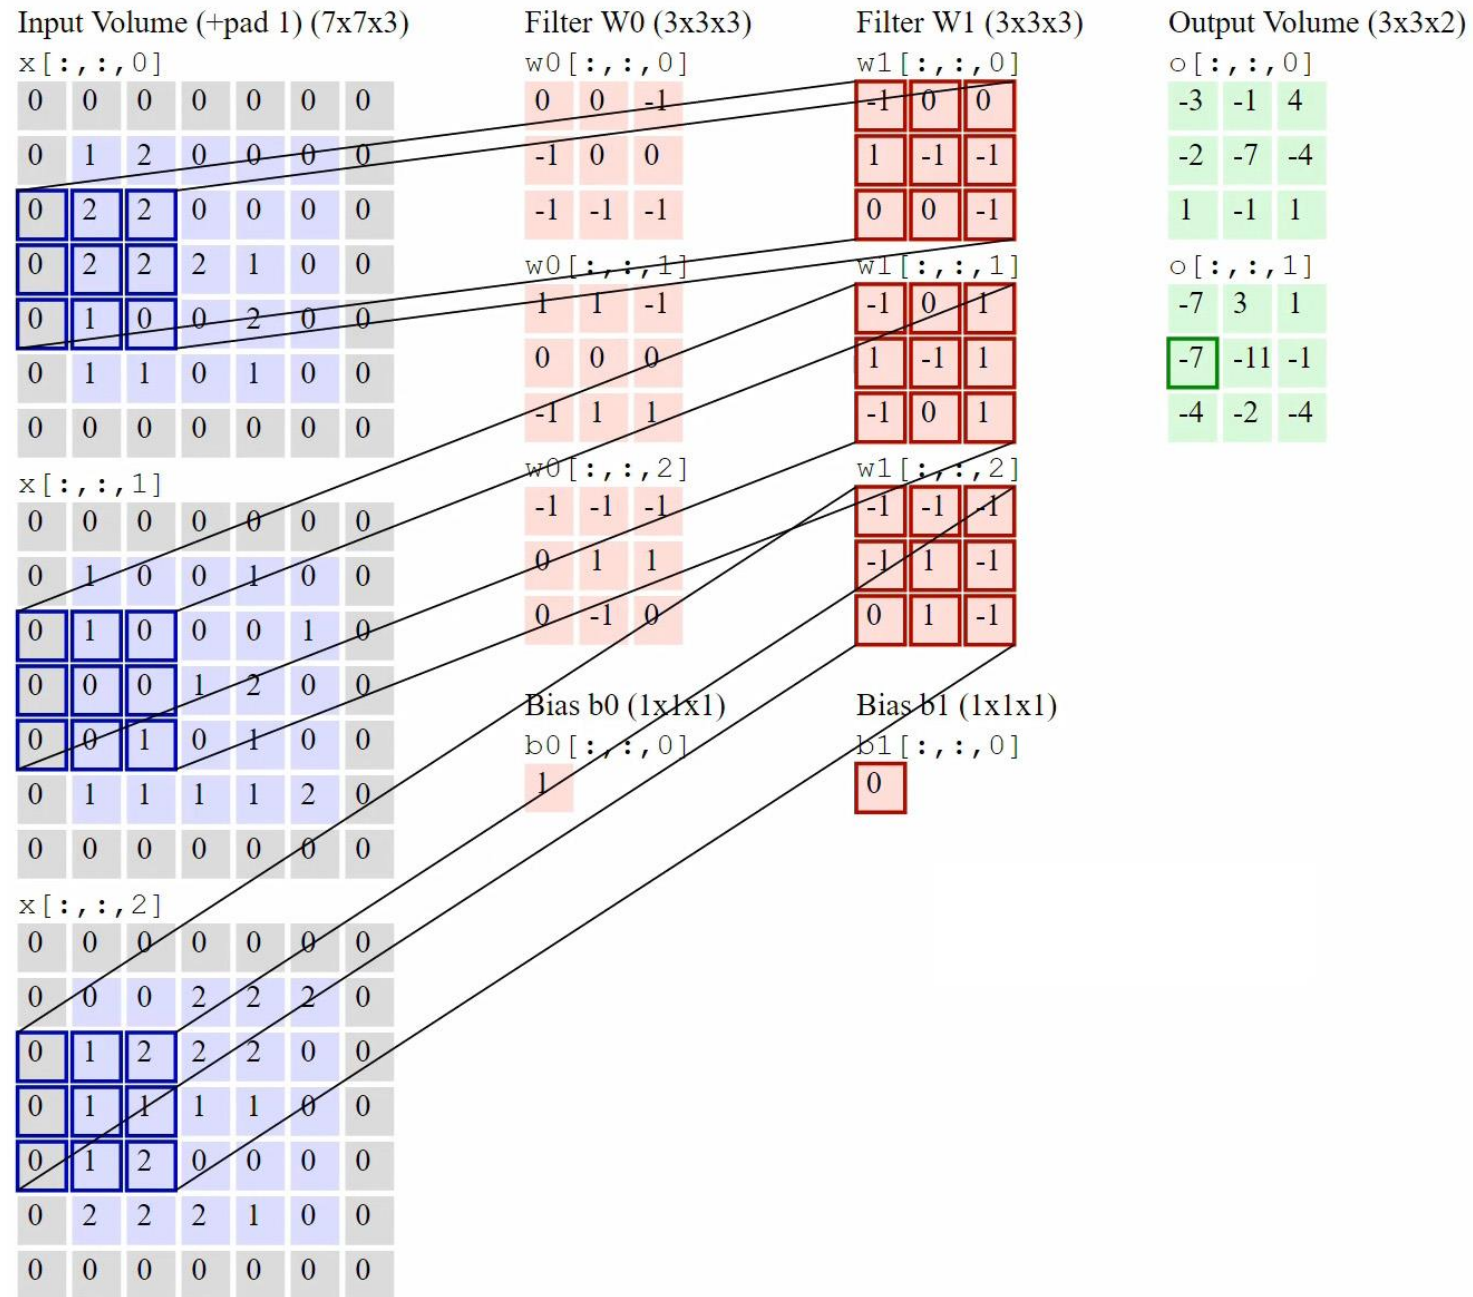 Input Volume (+pad 1) (7x7x3)
x[:,:,0]
0 0 0 0 0 0 0
0 1 2 0 0 0 0
0 2 2 0 0 0 0
0 2 2 2 1 0 0
0 1 0 0 2 0 0
0 1 1 0 1 0 0
0 0 0 0 0 0 0
x[:,:,1]
0 0 0 0 0 0 0
0 1 0 0 1 0 0
0 1 0 0 0 1 0
0 0 0 1 2 0 0
0 0 1 0 1 0 0
0 1 1 1 1 2 0
0 0 0 0 0 0 0
x[:,:,2]
0 0 0 0 0 0 0
0 0 0 2 2 2 0
0 1 2 2 2 0 0
0 1 1 1 1 0 0
0 1 2 0 0 0 0
0 2 2 2 1 0 0
0 0 0 0 0 0 0
Filter W0 (3x3x3)
w0[:,:,0]
0 0 -1
-1 0 0
-1 -1 -1
w0[:,:,1]
1 1 -1
0 0 0
-1 1 1
w0[:,:,2]
-1 -1 -1
0 1 1
0 -1 0
Bias b0 (1x1x1)
b0[:,:,0]
1
Filter W1 (3x3x3)
w1[:,:,0]
-1 0 0
1 -1 -1
0 0 -1
w1[:,:,1]
-1 0 1
1 -1 1
-1 0 1
w1[:,:,2]
-1 -1 -1
-1 1 -1
0 1 -1
Bias b1 (1x1x1)
b1[:,:,0]
0
Output Volume (3x3x2)
o[:,:,0]
-3 -1 4
-2 -7 -4
1 -1 1
o[:,:,1]
-7 3 1
-7 -11 -1
-4 -2 -4